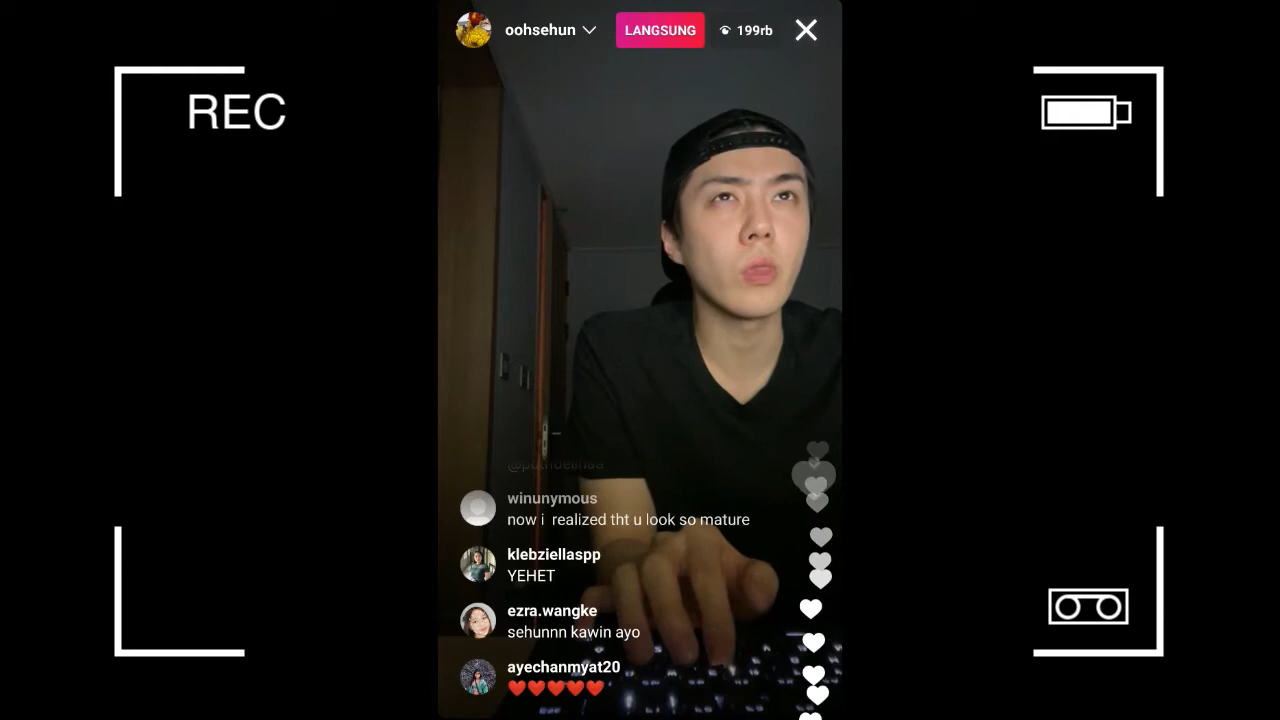 REC
oohsehun
LANGSUNG
199rb
winunymous
now i realized tht u look so mature
klebziellaspp
YEHET
ezra.wangke
sehunnn kawin ayo
ayechanmyat20
❤️❤️❤️❤️❤️